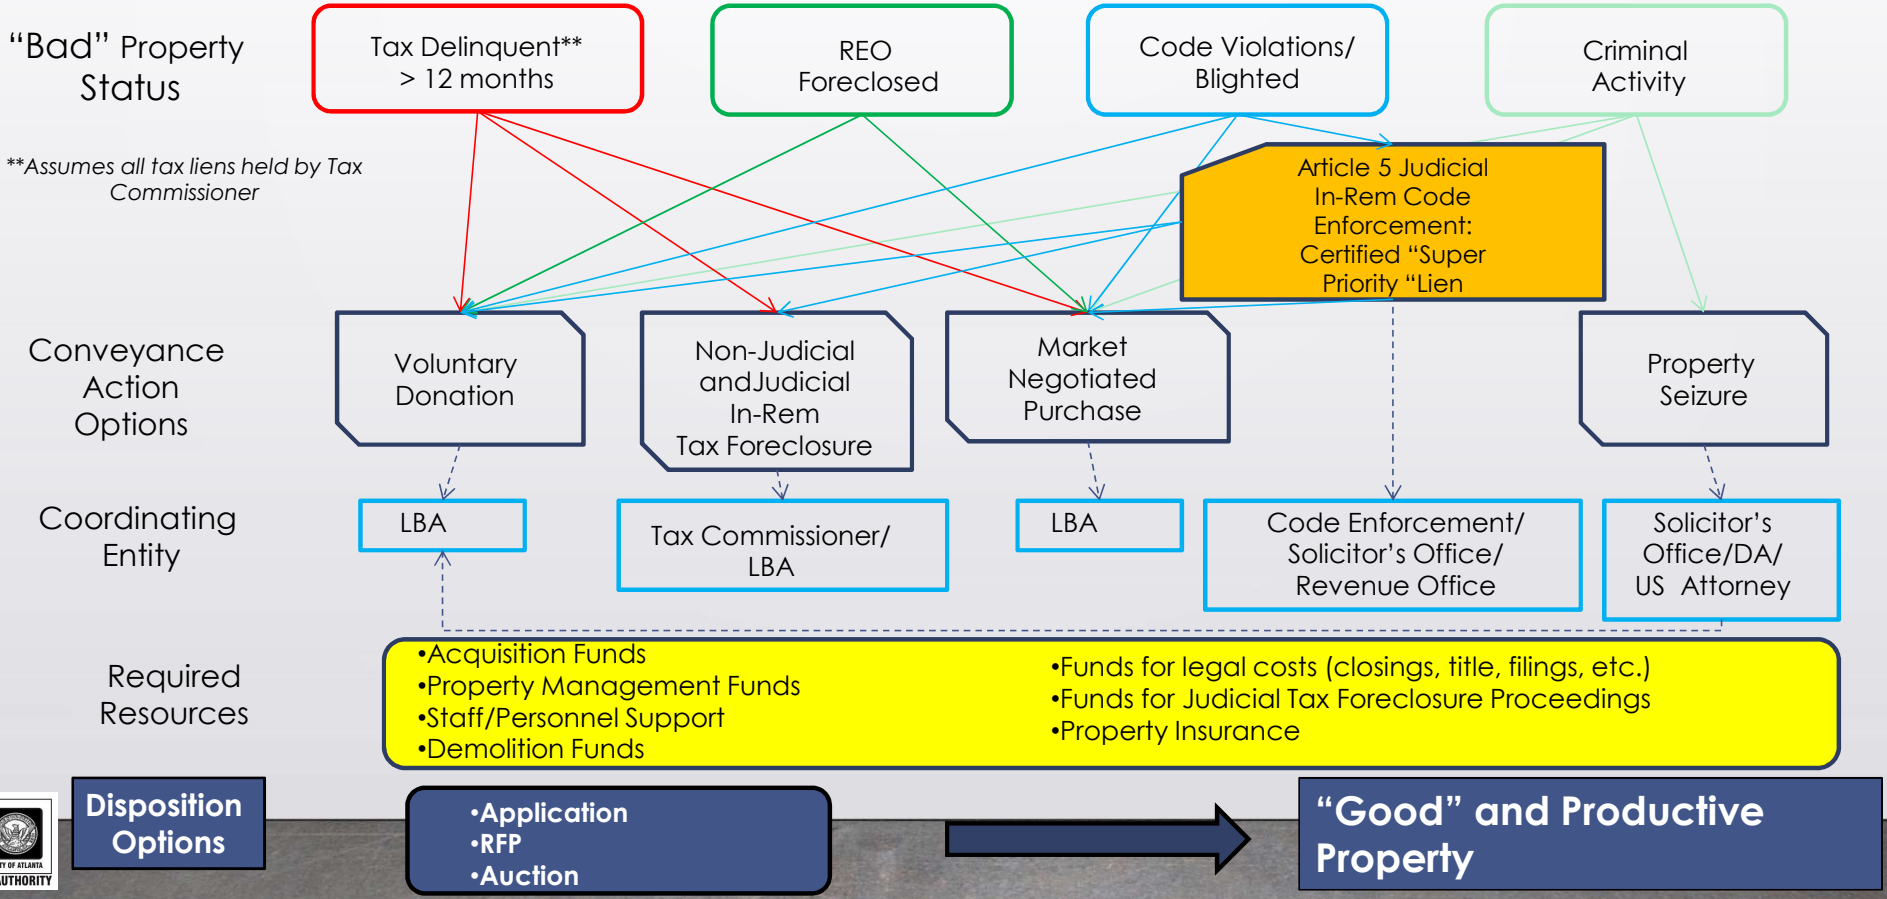 “Bad” Property
Status
Tax Delinquent**
> 12 months
REO
Foreclosed
Code Violations/
Blighted
Criminal
Activity
**Assumes all tax liens held by Tax
Commissioner
Article 5 Judicial
In-Rem Code
Enforcement:
Certified “Super
Priority “Lien
Conveyance
Action
Options
Voluntary
Donation
Non-Judicial
andJudicial
In-Rem
Tax Foreclosure
Market
Negotiated
Purchase
Property
Seizure
Coordinating
Entity
LBA
Tax Commissioner/
LBA
LBA
Code Enforcement/
Solicitor’s Office/
Revenue Office
Solicitor’s
Office/DA/
US Attorney
Required
Resources
•Acquisition Funds
•Property Management Funds
•Staff/Personnel Support
•Demolition Funds
•Funds for legal costs (closings, title, filings, etc.)
•Funds for Judicial Tax Foreclosure Proceedings
•Property Insurance
Disposition
Options
•Application
•RFP
•Auction
“Good” and Productive
Property
TY OF ATLANTA
AUTHORITY